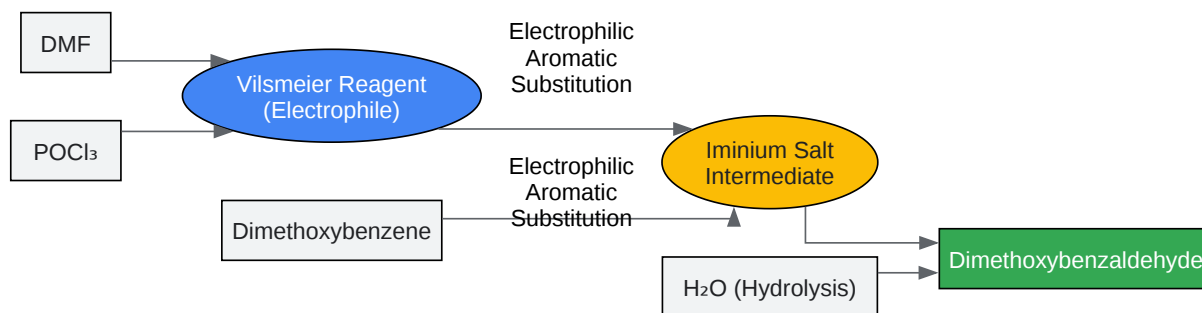 DMF
Electrophilic
Aromatic
Substitution
Vilsmeier Reagent
(Electrophile)
POCl₃
Iminium Salt
Intermediate
Electrophilic
Aromatic
Substitution
Dimethoxybenzene
Dimethoxybenzaldehyde
H₂O (Hydrolysis)